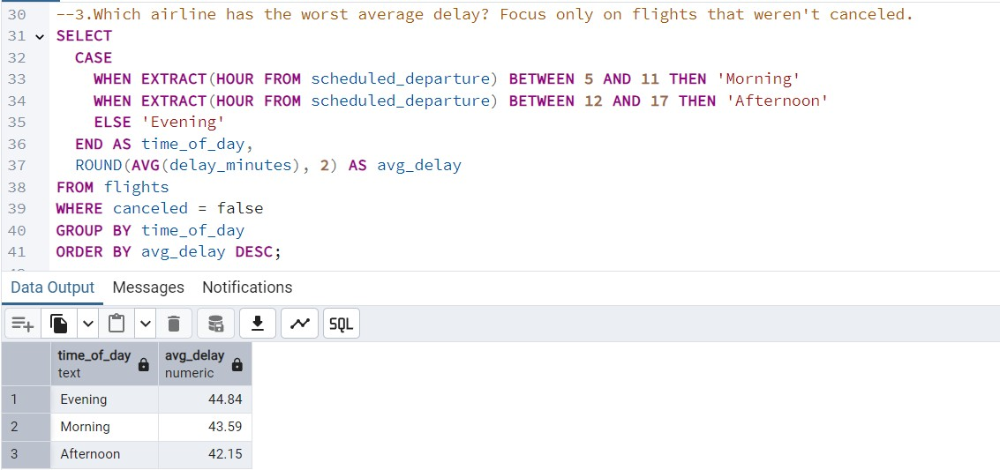 30 --3.Which airline has the worst average delay? Focus only on flights that weren't canceled.
31 SELECT
32 CASE
33 WHEN EXTRACT(HOUR FROM scheduled_departure) BETWEEN 5 AND 11 THEN 'Morning'
34 WHEN EXTRACT(HOUR FROM scheduled_departure) BETWEEN 12 AND 17 THEN 'Afternoon'
35 ELSE 'Evening'
36 END AS time_of_day,
37 ROUND(AVG(delay_minutes), 2) AS avg_delay
38 FROM flights
39 WHERE canceled = false
40 GROUP BY time_of_day
41 ORDER BY avg_delay DESC;
Data Output Messages Notifications
SQL
time_of_day avg_delay
text numeric
1 Evening 44.84
2 Morning 43.59
3 Afternoon 42.15